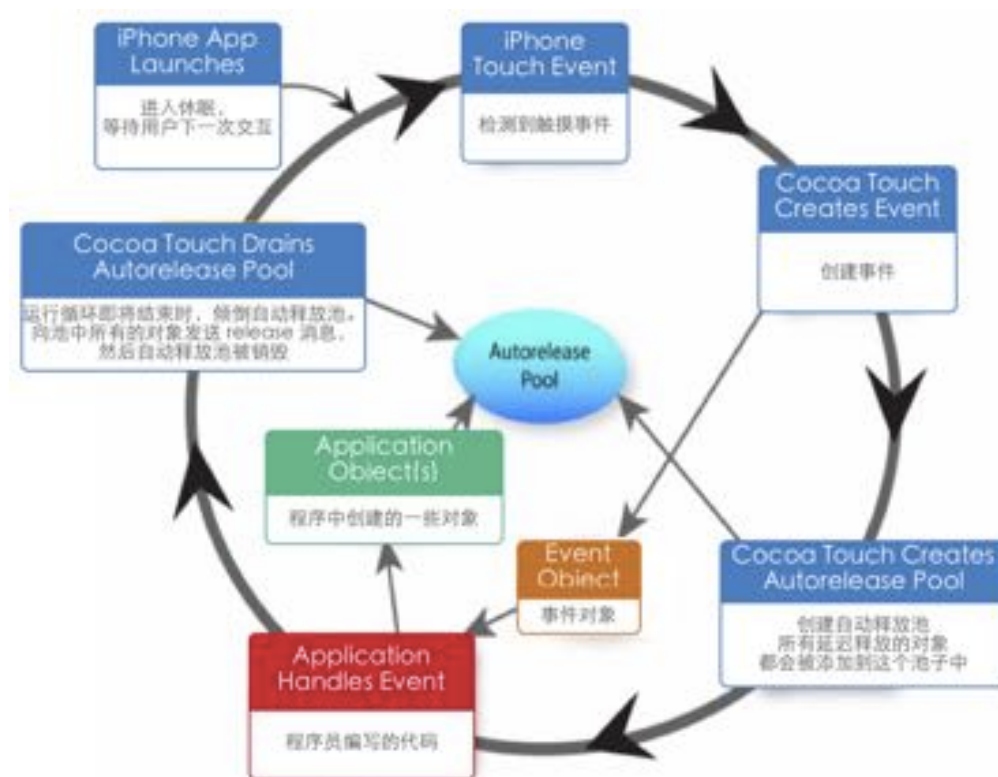 iPhone App
Launches
进入休眠，
等待用户下一次交互
iPhone
Touch Event
检测到触摸事件
Cocoa Touch
Creates Event
创建事件
Cocoa Touch Drains
Autorelease Pool
运行循环即将结束时，倾倒自动释放池。
向池中所有的对象发送 release 消息，
然后自动释放池被销毁
Autorelease
Pool
Application
Object(s)
程序中创建的一些对象
Event
Object
事件对象
Cocoa Touch Creates
Autorelease Pool
创建自动释放池
所有延迟释放的对象
都会被添加到这个池子中
Application
Handles Event
程序员编写的代码